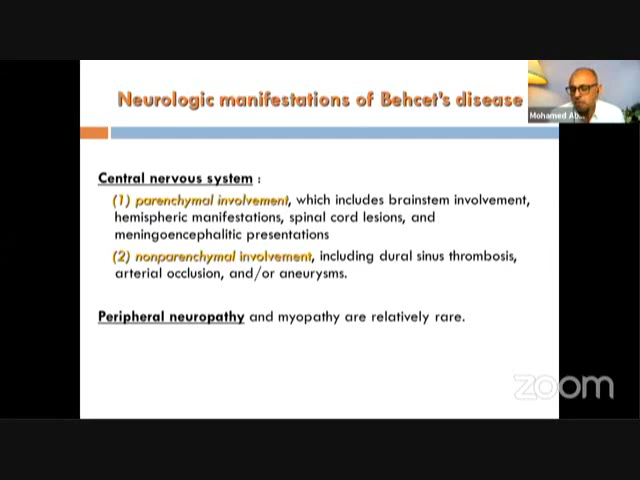 Neurologic manifestations of Behcet's disease
Mohamed Ab...
Central nervous system :
(1) parenchymal involvement, which includes brainstem involvement,
hemispheric manifestations, spinal cord lesions, and
meningoencephalitic presentations
(2) nonparenchymal involvement, including dural sinus thrombosis,
arterial occlusion, and/or aneurysms.
Peripheral neuropathy and myopathy are relatively rare.
zoom